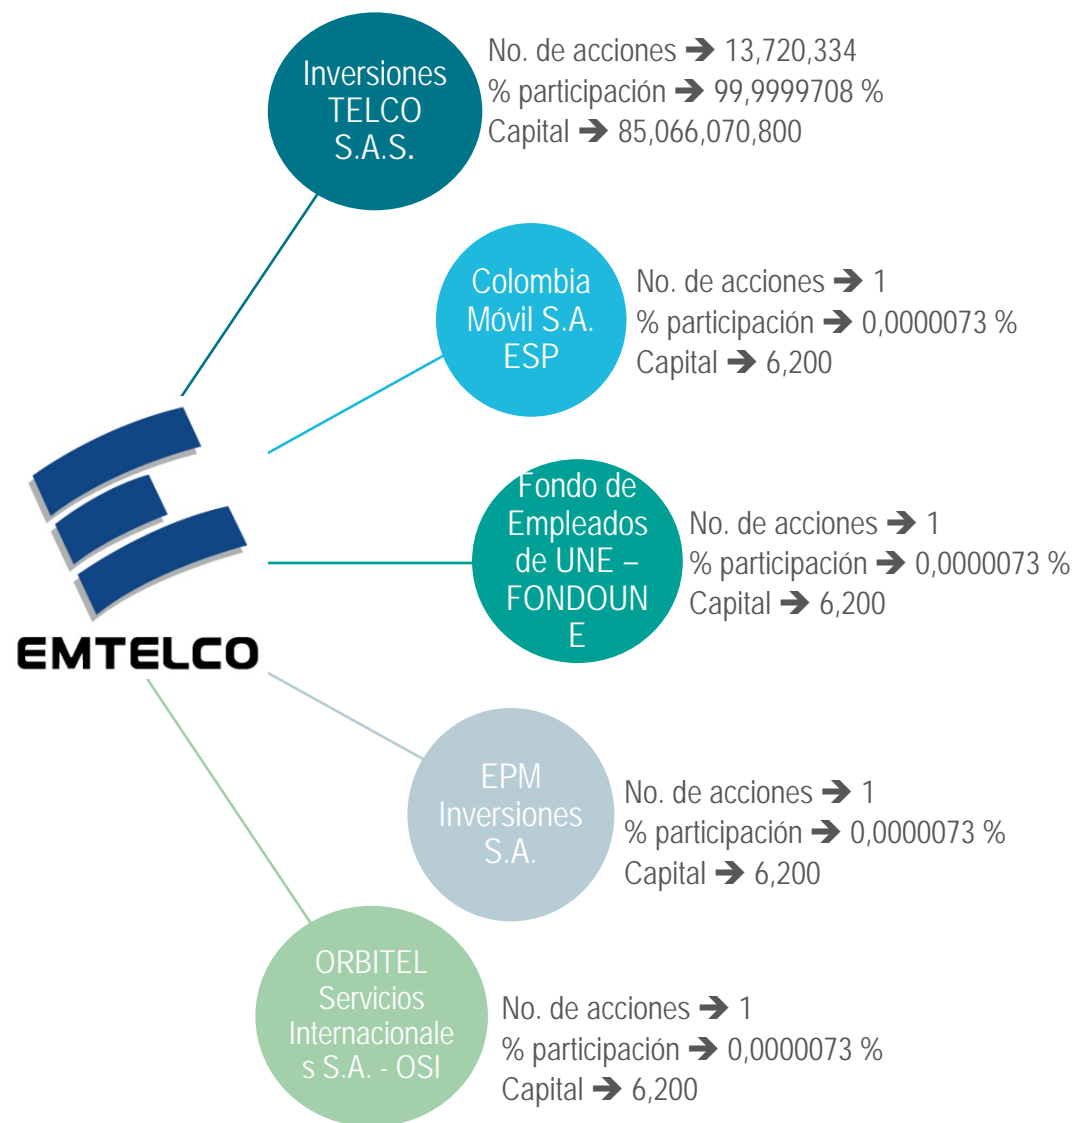 Inversiones
TELCO
S.A.S.
No. de acciones ➔ 13,720,334
% participación ➔ 99,9999708 %
Capital ➔ 85,066,070,800
Colombia
Móvil S.A.
ESP
No. de acciones ➔ 1
% participación ➔ 0,0000073 %
Capital ➔ 6,200
Fondo de
Empleados
de UNE –
FONDOUN
E
No. de acciones ➔ 1
% participación ➔ 0,0000073 %
Capital ➔ 6,200
EMTELCO
EPM
Inversiones
S.A.
No. de acciones ➔ 1
% participación ➔ 0,0000073 %
Capital ➔ 6,200
ORBITEL
Servicios
Internacionale
s S.A. - OSI
No. de acciones ➔ 1
% participación ➔ 0,0000073 %
Capital ➔ 6,200